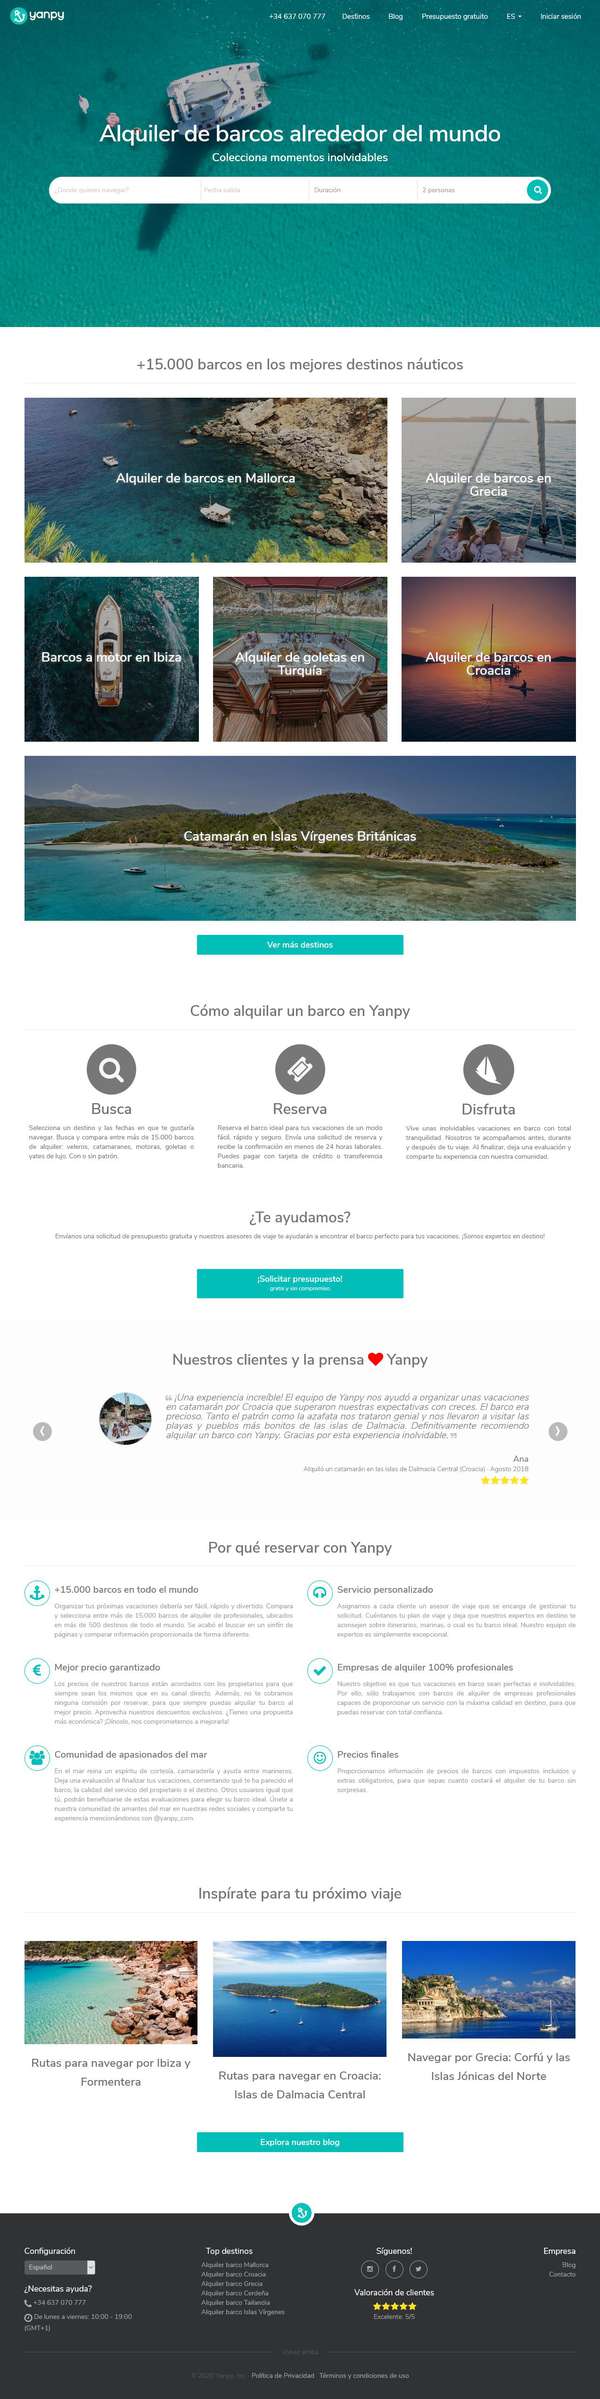 yanpy
+34 637 070 777 Destinos Blog Presupuesto gratuito ES Iniciar sesión
Alquiler de barcos alrededor del mundo
Colecciona momentos inolvidables
¿Dónde quieres navegar? Fecha salida Duración 2 personas
+15.000 barcos en los mejores destinos náuticos
Alquiler de barcos en Mallorca
Alquiler de barcos en
Grecia
Barcos a motor en Ibiza
Alquiler de goletas en
Turquía
Alquiler de barcos en
Croacia
Catamarán en Islas Vírgenes Británicas
Ver más destinos
Cómo alquilar un barco en Yanpy
Busca
Selecciona un destino y las fechas en que te gustaría
navegar. Busca y compara entre más de 15.000 barcos
de alquiler: veleros, catamaranes, motoras, goletas o
yates de lujo. Con o sin patrón.
Reserva
Reserva el barco ideal para tus vacaciones de un modo
fácil, rápido y seguro. Envía una solicitud de reserva y
recibe la confirmación en menos de 24 horas laborales.
Puedes pagar con tarjeta de crédito o transferencia
bancaria.
Disfruta
Vive unas inolvidables vacaciones en barco con total
tranquilidad. Nosotros te acompañamos antes, durante
y después de tu viaje. Al finalizar, deja una evaluación y
comparte tu experiencia con nuestra comunidad.
¿Te ayudamos?
Envíanos una solicitud de presupuesto gratuita y nuestros asesores de viaje te ayudarán a encontrar el barco perfecto para tus vacaciones. ¡Somos expertos en destino!
¡Solicitar presupuesto!
gratis y sin compromiso.
Nuestros clientes y la prensa ❤ Yanpy
¡Una experiencia increíble! El equipo de Yanpy nos ayudó a organizar unas vacaciones
en catamarán por Croacia que superaron nuestras expectativas con creces. El barco era
precioso. Tanto el patrón como la azafata nos trataron genial y nos llevaron a visitar las
playas y pueblos más bonitos de las islas de Dalmacia. Definitivamente recomiendo
alquilar un barco con Yanpy. Gracias por esta experiencia inolvidable.
Ana
Alquiló un catamarán en las islas de Dalmacia Central (Croacia) - Agosto 2018
Por qué reservar con Yanpy
+15.000 barcos en todo el mundo
Organizar tus próximas vacaciones debería ser fácil, rápido y divertido. Compara
y selecciona entre más de 15.000 barcos de alquiler de profesionales, ubicados
en más de 500 destinos de todo el mundo. Se acabó el buscar en un sinfín de
páginas y comparar información proporcionada de forma diferente.
Servicio personalizado
Asignamos a cada cliente un asesor de viaje que se encarga de gestionar tu
solicitud. Cuéntanos tu plan de viaje y deja que nuestros expertos en destino te
aconsejen sobre itinerarios, marinas, o cuál es tu barco ideal. Nuestro equipo de
expertos es simplemente excepcional.
Mejor precio garantizado
Los precios de nuestros barcos están acordados con los propietarios para que
siempre sean los mismos que en su canal directo. Además, no te cobramos
ninguna comisión por reservar, para que siempre puedas alquilar tu barco al
mejor precio. Aprovecha nuestros descuentos exclusivos. ¿Tienes una propuesta
más económica? ¡Dínoslo, nos comprometemos a mejorarla!
Empresas de alquiler 100% profesionales
Nuestro objetivo es que tus vacaciones en barco sean perfectas e inolvidables.
Por ello, sólo trabajamos con barcos de alquiler de empresas profesionales
capaces de proporcionar un servicio con la máxima calidad en destino, para que
puedas reservar con total confianza.
Comunidad de apasionados del mar
En el mar reina un espíritu de cortesía, camaradería y ayuda entre marineros.
Deja una evaluación al finalizar tus vacaciones, comentando qué te ha parecido el
barco, la calidad del servicio del propietario o el destino. Otros usuarios igual que
tú, podrán beneficiarse de estas evaluaciones para elegir su barco ideal. Únete a
nuestra comunidad de amantes del mar en nuestras redes sociales y comparte tu
experiencia mencionándonos con @yanpy_com.
Precios finales
Proporcionamos información de precios de barcos con impuestos incluidos y
extras obligatorios, para que sepas cuánto costará el alquiler de tu barco sin
sorpresas.
Inspírate para tu próximo viaje
Rutas para navegar por Ibiza y
Formentera
Rutas para navegar en Croacia:
Islas de Dalmacia Central
Navegar por Grecia: Corfú y las
Islas Jónicas del Norte
Explora nuestro blog
Configuración
Español
¿Necesitas ayuda?
+34 637 070 777
De lunes a viernes: 10:00 - 19:00
(GMT+1)
Top destinos
Alquiler barco Mallorca
Alquiler barco Croacia
Alquiler barco Grecia
Alquiler barco Cerdeña
Alquiler barco Tailandia
Alquiler barco Islas Vírgenes
Síguenos!
Valoración de clientes
Excelente: 5/5
Empresa
Blog
Contacto
© 2020 Yanpy, Inc. · Política de Privacidad · Términos y condiciones de uso